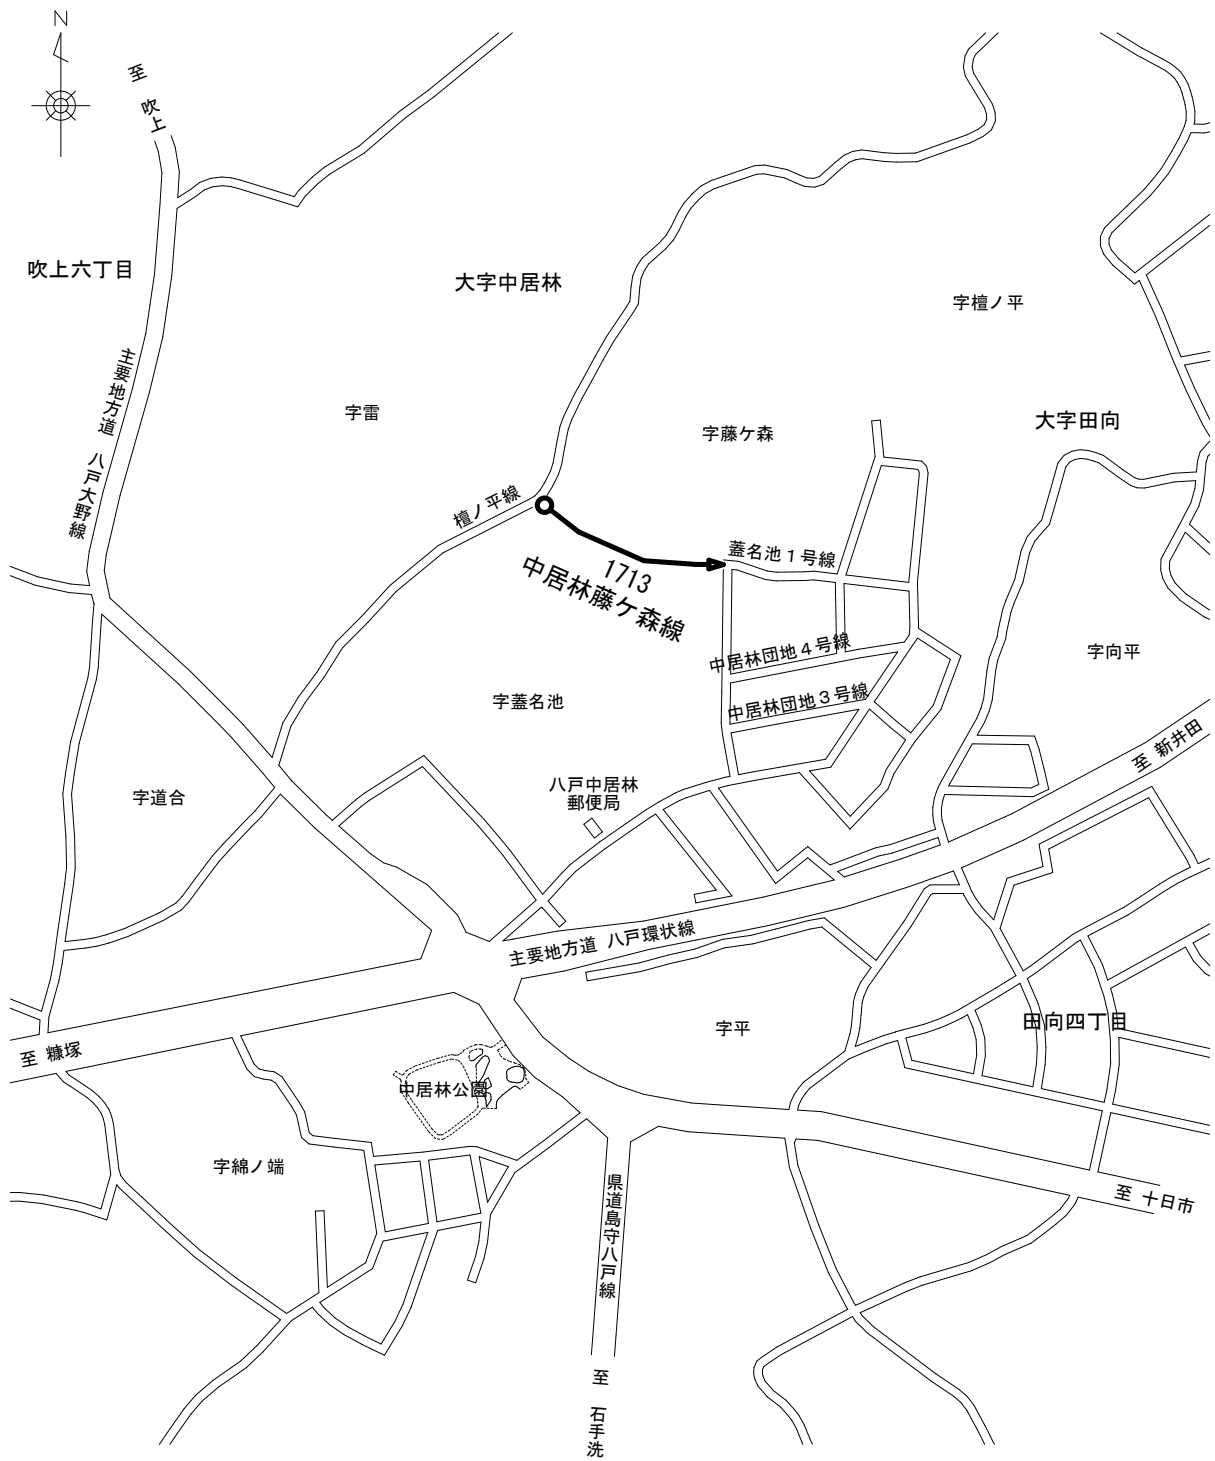 N
至 吹上
吹上六丁目
大字中居林
字檀ノ平
主要地方道 八戸大野線
字雷
字藤ケ森
大字田向
檀ノ平線
蓋名池1号線
1713
中居林藤ケ森線
中居林団地4号線
字向平
字蓋名池
中居林団地3号線
至 新井田
八戸中居林
郵便局
字道合
主要地方道 八戸環状線
字平
田向四丁目
至 糠塚
中居林公園
字綿ノ端
県道島守八戸線
至 十日市
至 石手洗